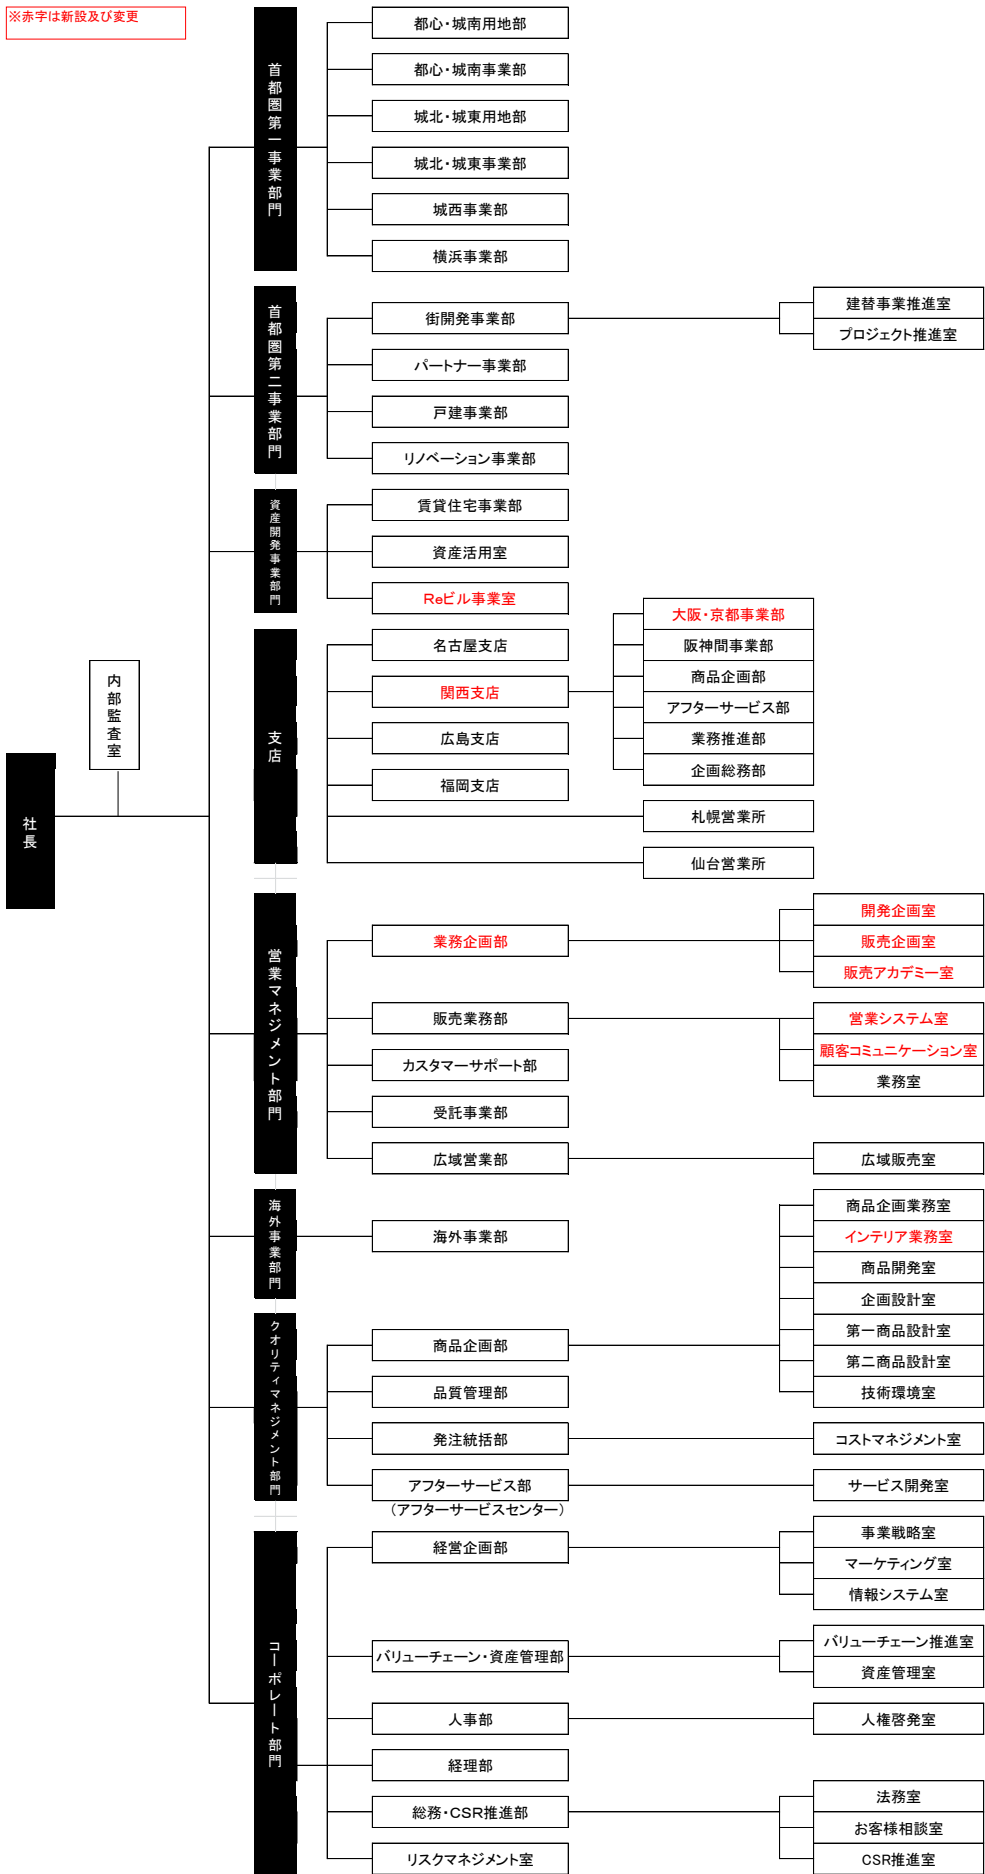 ※赤字は新設及び変更
社長
内部監査室
首都圏第一事業部門
都心・城南用地部
都心・城南事業部
城北・城東用地部
城北・城東事業部
城西事業部
横浜事業部
首都圏第二事業部門
街開発事業部
建替事業推進室
プロジェクト推進室
パートナー事業部
戸建事業部
リノベーション事業部
資産開発事業部門
賃貸住宅事業部
資産活用室
Reビル事業室
支店
名古屋支店
関西支店
大阪・京都事業部
阪神間事業部
商品企画部
アフターサービス部
業務推進部
企画総務部
広島支店
福岡支店
札幌営業所
仙台営業所
営業マネジメント部門
業務企画部
開発企画室
販売企画室
販売アカデミー室
販売業務部
営業システム室
顧客コミュニケーション室
業務室
カスタマーサポート部
受託事業部
広域営業部
広域販売室
海外事業部門
海外事業部
クオリティマネジメント部門
商品企画部
商品企画業務室
インテリア業務室
商品開発室
企画設計室
第一商品設計室
第二商品設計室
技術環境室
品質管理部
発注統括部
コストマネジメント室
アフターサービス部
（アフターサービスセンター）
サービス開発室
コーポレート部門
経営企画部
事業戦略室
マーケティング室
情報システム室
バリューチェーン・資産管理部
バリューチェーン推進室
資産管理室
人事部
人権啓発室
経理部
総務・CSR推進部
法務室
お客様相談室
CSR推進室
リスクマネジメント室